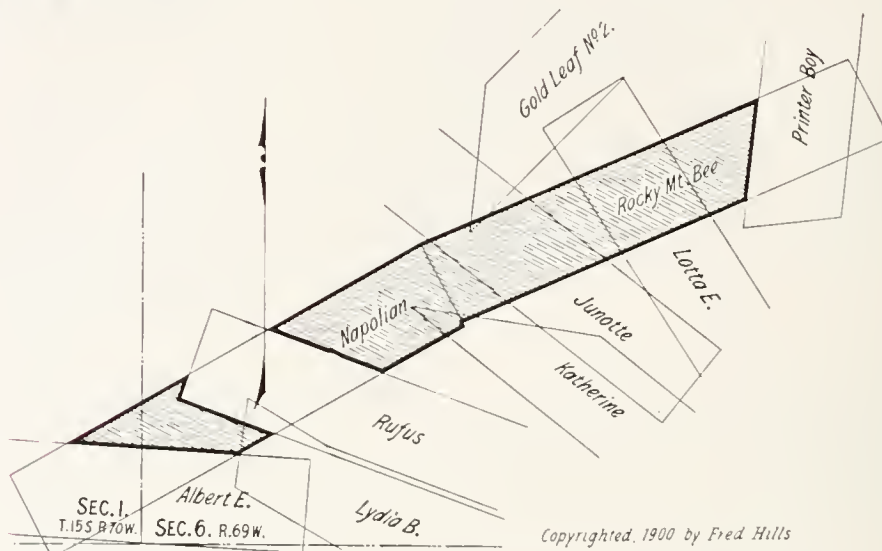 Gold Leaf No. 2.
Printer Boy
Rocky Mt. Bee
Lotta E.
Napolian
Junotte
Katherine
Rufus
Albert E.
Lydia B.
SEC. 1.
T. 15 S. R. 70 W.
SEC. 6. R. 69 W.
Copyrighted, 1900 by Fred Hills